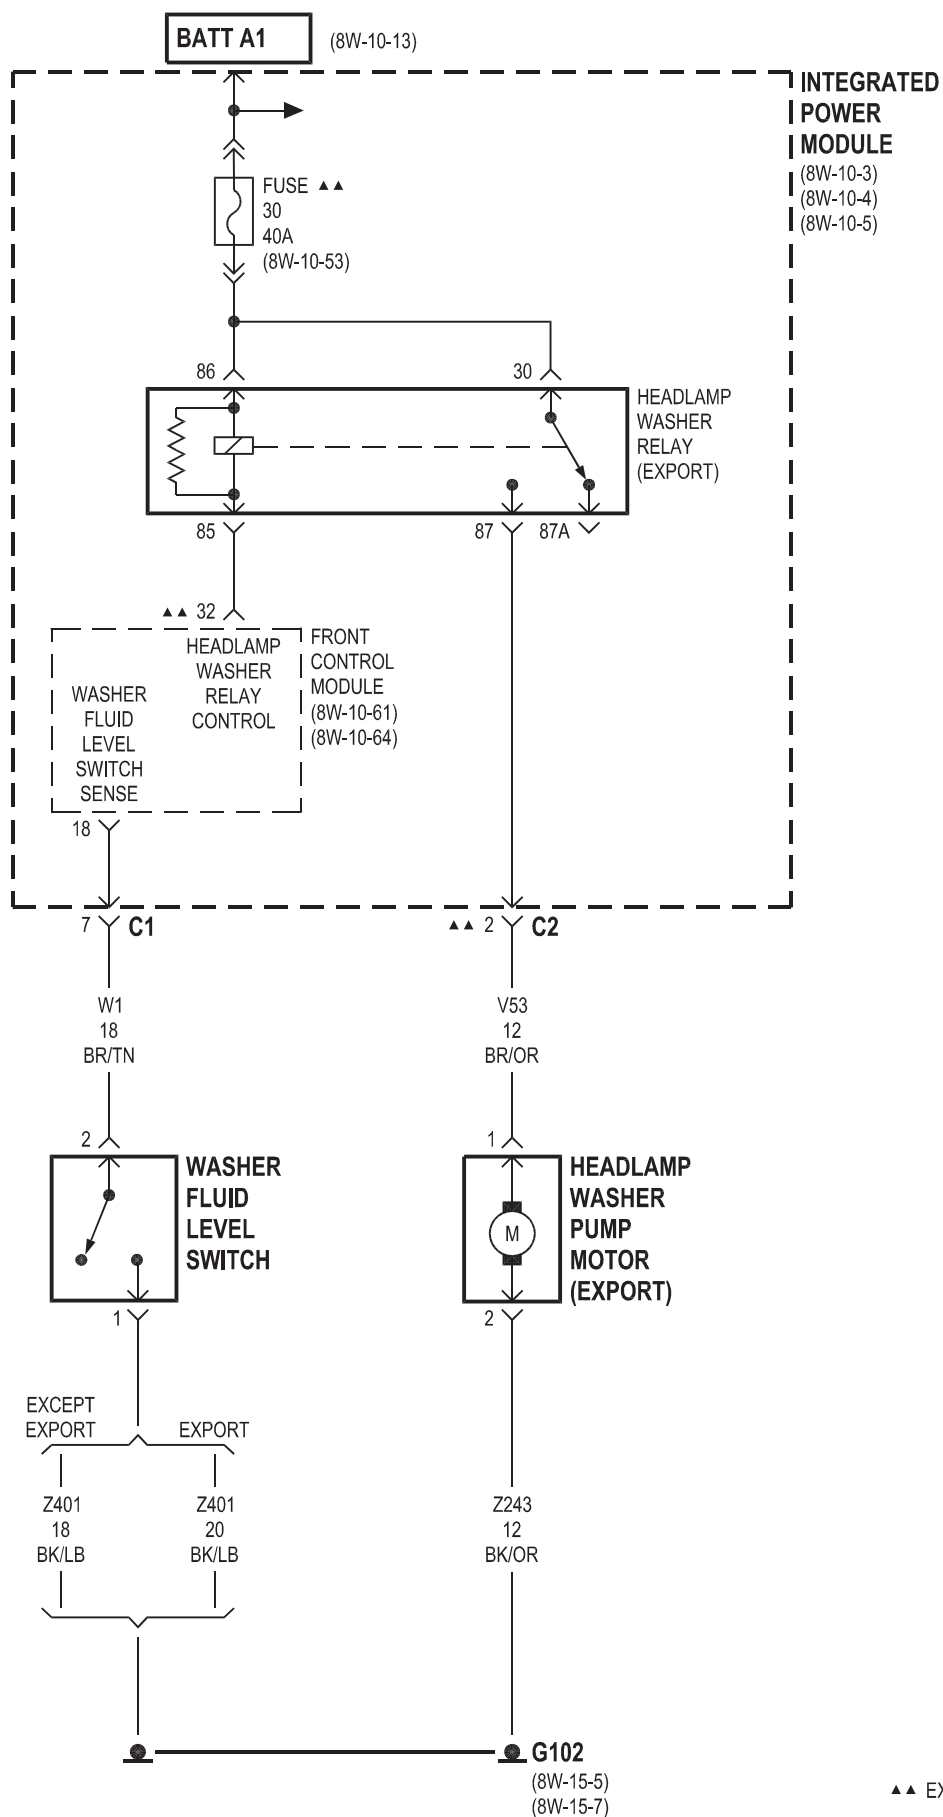 BATT A1
(8W-10-13)
INTEGRATED
POWER
MODULE
(8W-10-3)
(8W-10-4)
(8W-10-5)
FUSE ▲▲
30
40A
(8W-10-53)
86
30
HEADLAMP
WASHER
RELAY
(EXPORT)
85
87
87A
▲▲ 32
HEADLAMP
WASHER
RELAY
CONTROL
FRONT
CONTROL
MODULE
(8W-10-61)
(8W-10-64)
WASHER
FLUID
LEVEL
SWITCH
SENSE
18
7
C1
▲▲ 2
C2
W1
18
BR/TN
V53
12
BR/OR
2
WASHER
FLUID
LEVEL
SWITCH
1
1
HEADLAMP
WASHER
PUMP
MOTOR
(EXPORT)
M
2
EXCEPT
EXPORT
EXPORT
Z401
18
BK/LB
Z401
20
BK/LB
Z243
12
BK/OR
G102
(8W-15-5)
(8W-15-7)
▲▲ EX